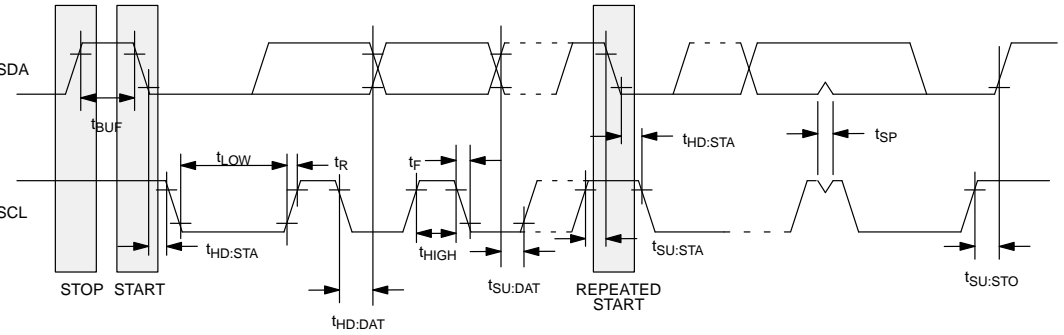 SDA
tBUF
tHD:STA
tSP
tLOW
tR
tF
SCL
tHD:STA
tHIGH
tSU:STA
tSU:DAT
tSU:STO
STOP
START
REPEATED
START
tHD:DAT